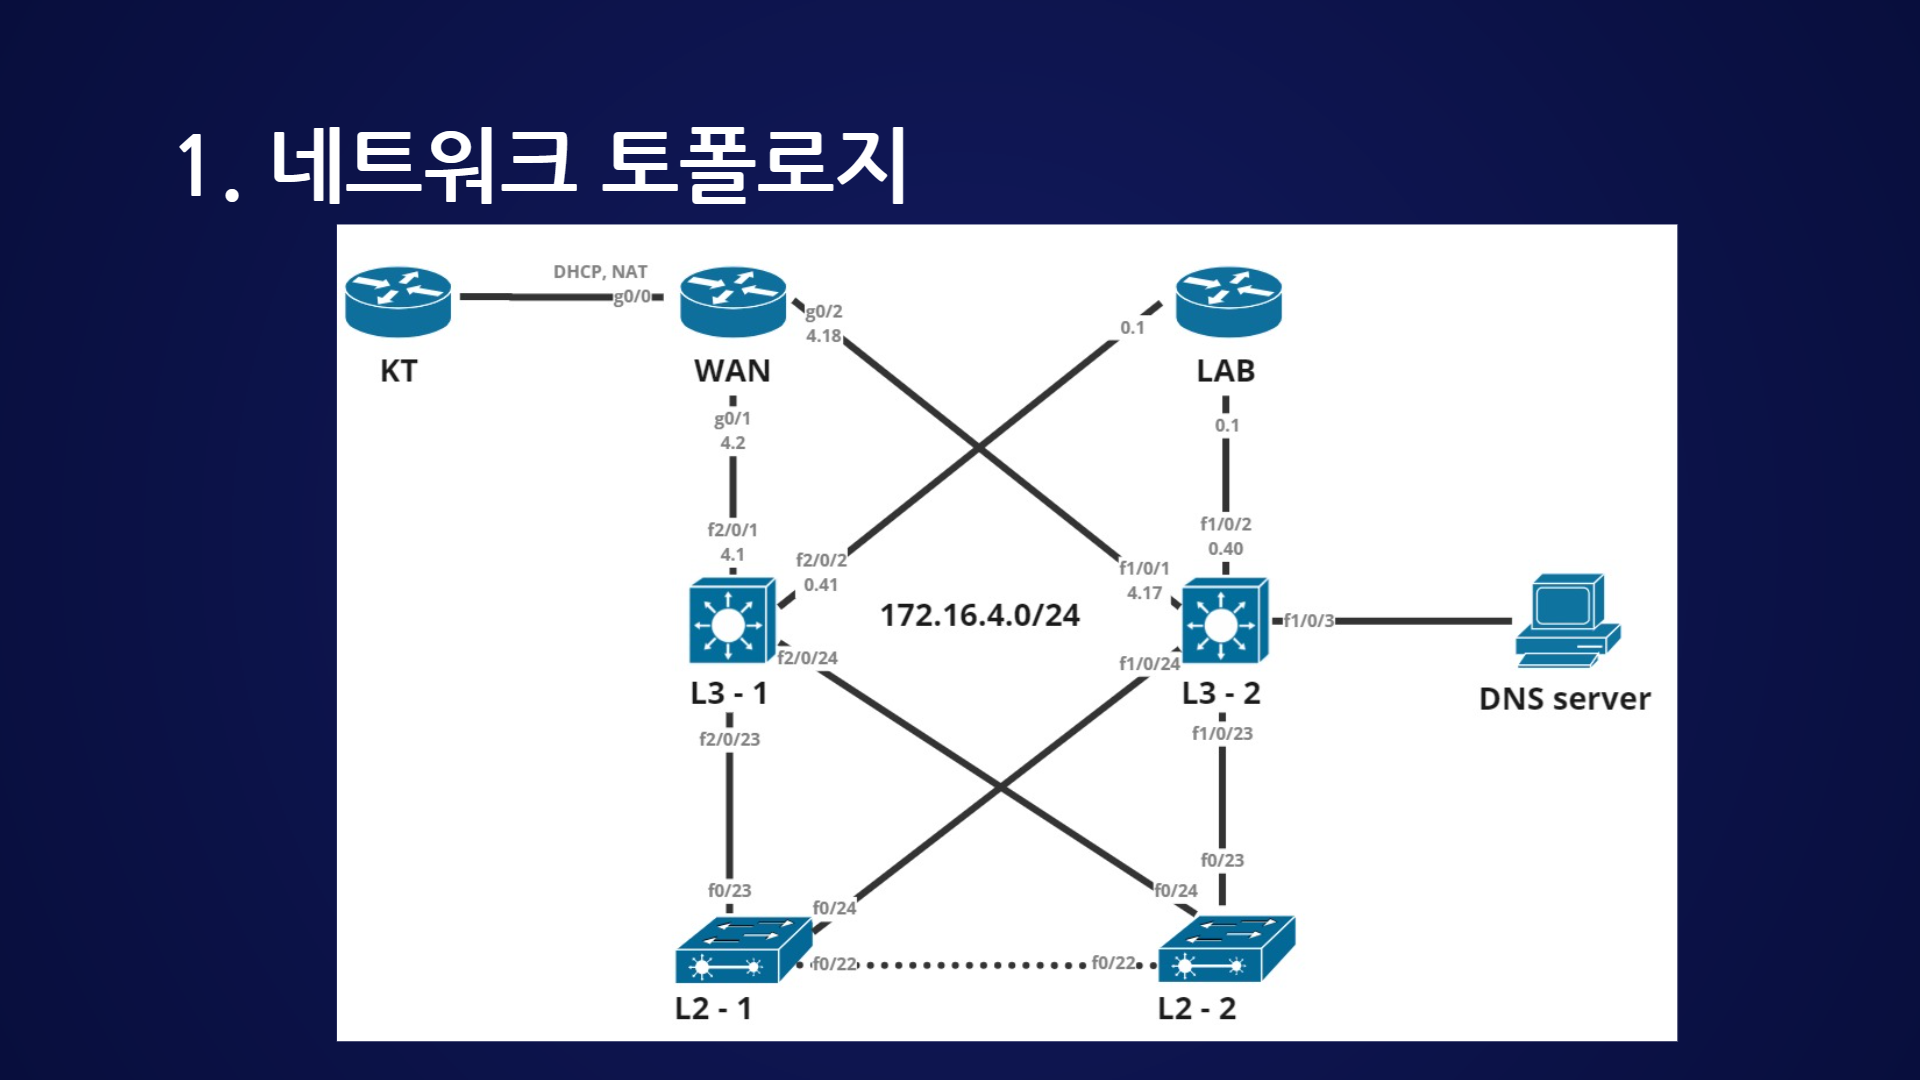 1. 네트워크 토폴로지
DHCP, NAT
g0/0
KT
WAN
g0/2
4.18
0.1
LAB
g0/1
4.2
0.1
f2/0/1
4.1
f2/0/2
0.41
f1/0/1
4.17
f1/0/2
0.40
172.16.4.0/24
f1/0/3
f2/0/24
f1/0/24
L3 - 1
L3 - 2
DNS server
f2/0/23
f1/0/23
f0/23
f0/24
f0/24
f0/23
f0/22
f0/22
L2 - 1
L2 - 2